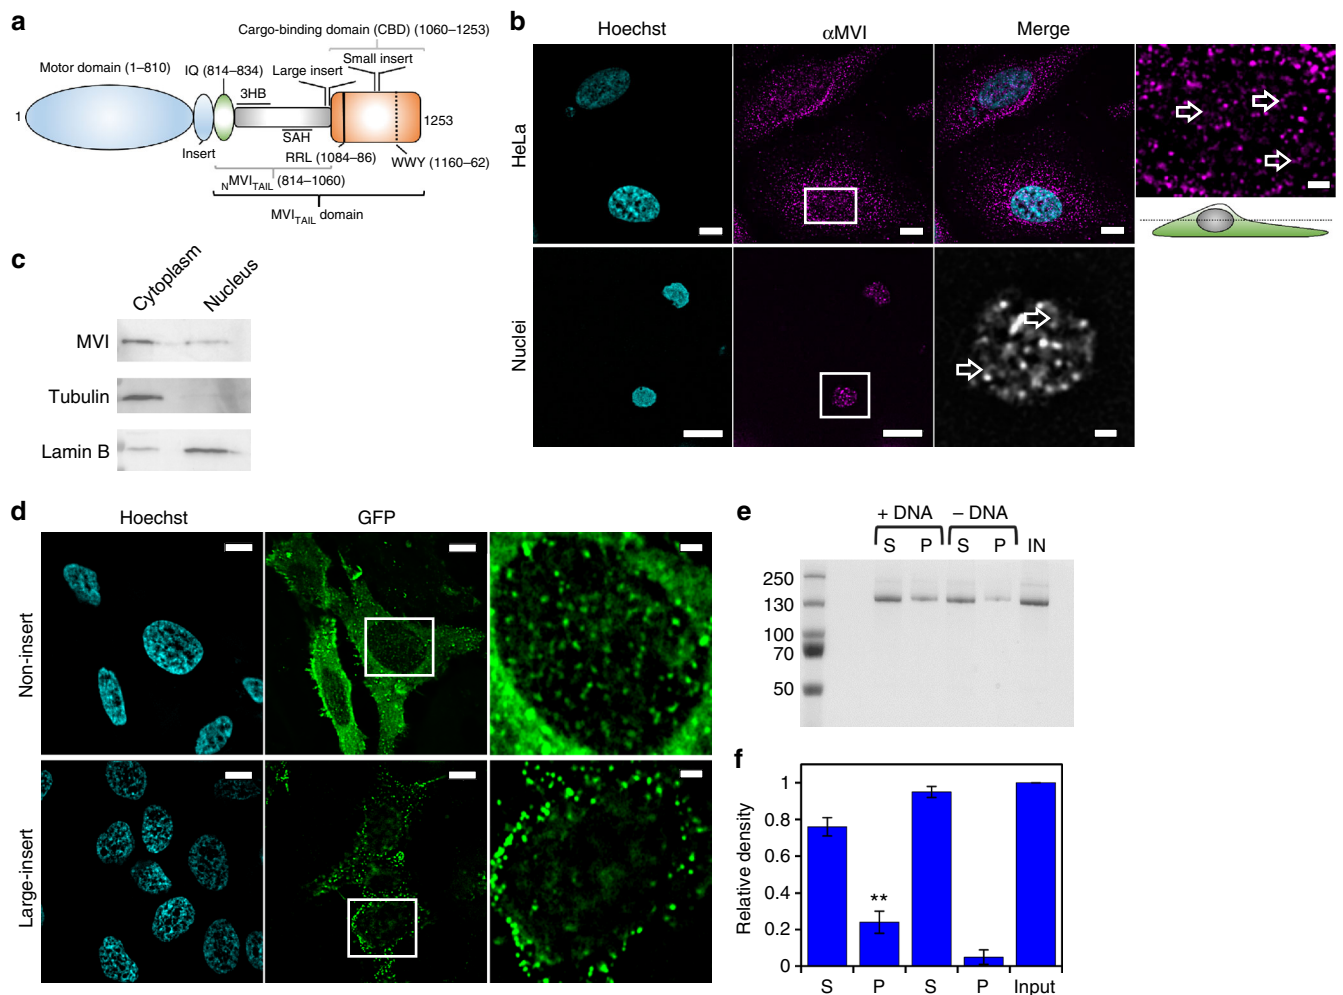 a
Cargo-binding domain (CBD) (1060–1253)
Small insert
Motor domain (1–810)
IQ (814–834)
Large insert
3HB
1
1253
SAH
Insert
RRL (1084–86)
WWY (1160–62)
NMVITAIL (814–1060)
MVITAIL domain
b
Hoechst
αMVI
Merge
HeLa
Nuclei
c
Cytoplasm
Nucleus
MVI
Tubulin
Lamin B
d
Hoechst
GFP
Non-insert
Large-insert
e
+ DNA
– DNA
S
P
S
P
IN
250
130
100
70
50
f
Relative density
1
0.8
0.6
0.4
0.2
0
**
S
P
S
P
Input